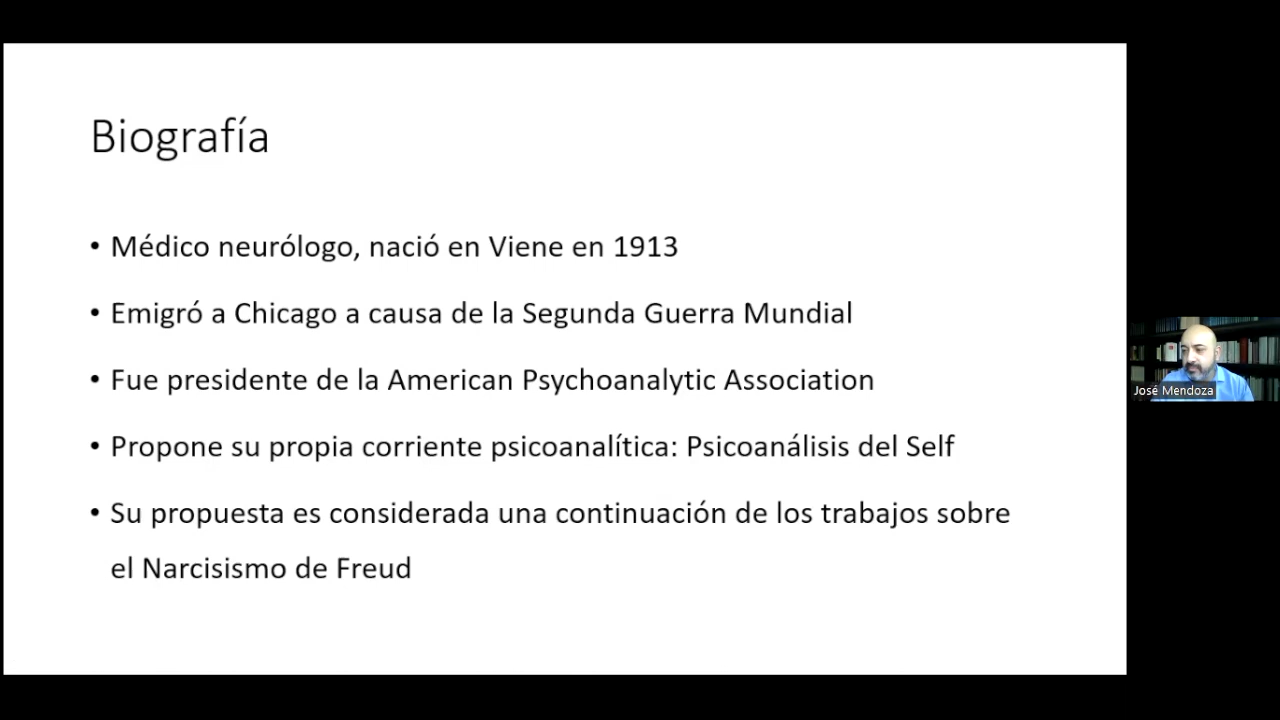 Biografía
• Médico neurólogo, nació en Viene en 1913
• Emigró a Chicago a causa de la Segunda Guerra Mundial
• Fue presidente de la American Psychoanalytic Association
• Propone su propia corriente psicoanalítica: Psicoanálisis del Self
• Su propuesta es considerada una continuación de los trabajos sobre
el Narcisismo de Freud
José Mendoza